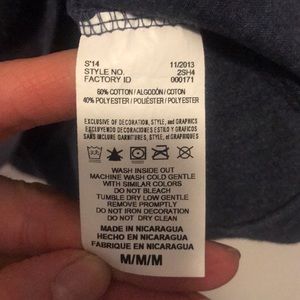 S'14 11/2013
STYLE NO. 2SH4
FACTORY ID 000171
60% COTTON / ALGODÓN / COTON
40% POLYESTER / POLIÉSTER / POLYESTER
EXCLUSIVE OF DECORATION, STYLE, and GRAPHICS
EXCLUYENDO DECORACIONES ESTILO, Y GRAFICOS
SANS INCLURE GARNITURES, STYLE, et GRAPHIQUES
WASH INSIDE OUT
MACHINE WASH COLD GENTLE
WITH SIMILAR COLORS
DO NOT BLEACH
TUMBLE DRY LOW GENTLE
REMOVE PROMPTLY
DO NOT IRON DECORATION
DO NOT DRY CLEAN
MADE IN NICARAGUA
HECHO EN NICARAGUA
FABRIQUE EN NICARAGUA
M/M/M